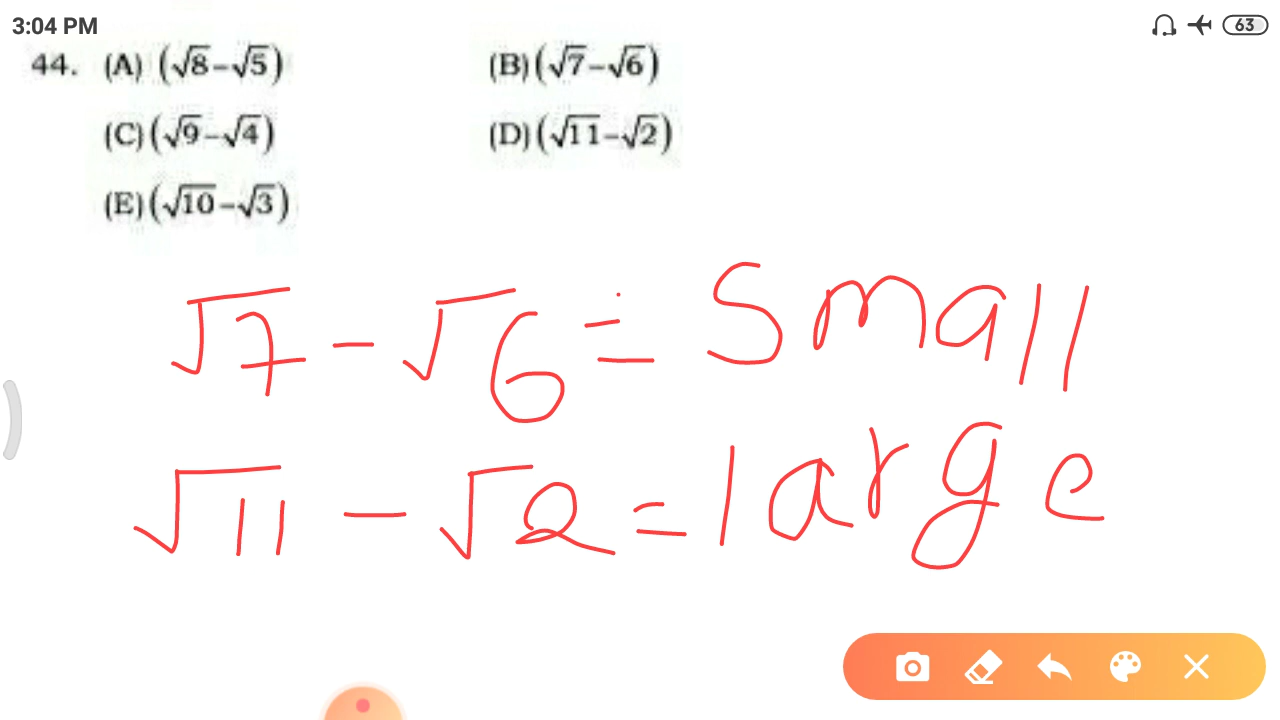 3:04 PM 63
44. (A) (√8-√5) (B) (√7-√6)
(C) (√9-√4) (D) (√11-√2)
(E) (√10-√3)
√7 - √6 = Small
√11 - √2 = large